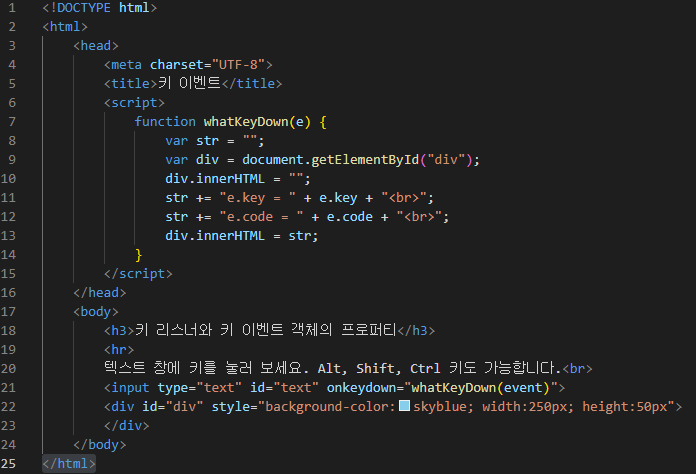 1 <!DOCTYPE html>
2 <html>
3 <head>
4 <meta charset="UTF-8">
5 <title>키 이벤트</title>
6 <script>
7 function whatKeyDown(e) {
8 var str = "";
9 var div = document.getElementById("div");
10 div.innerHTML = "";
11 str += "e.key = " + e.key + "<br>";
12 str += "e.code = " + e.code + "<br>";
13 div.innerHTML = str;
14 }
15 </script>
16 </head>
17 <body>
18 <h3>키 리스너와 키 이벤트 객체의 프로퍼티</h3>
19 <hr>
20 텍스트 창에 키를 눌러 보세요. Alt, Shift, Ctrl 키도 가능합니다.<br>
21 <input type="text" id="text" onkeydown="whatKeyDown(event)">
22 <div id="div" style="background-color:skyblue; width:250px; height:50px">
23 </div>
24 </body>
25 </html>